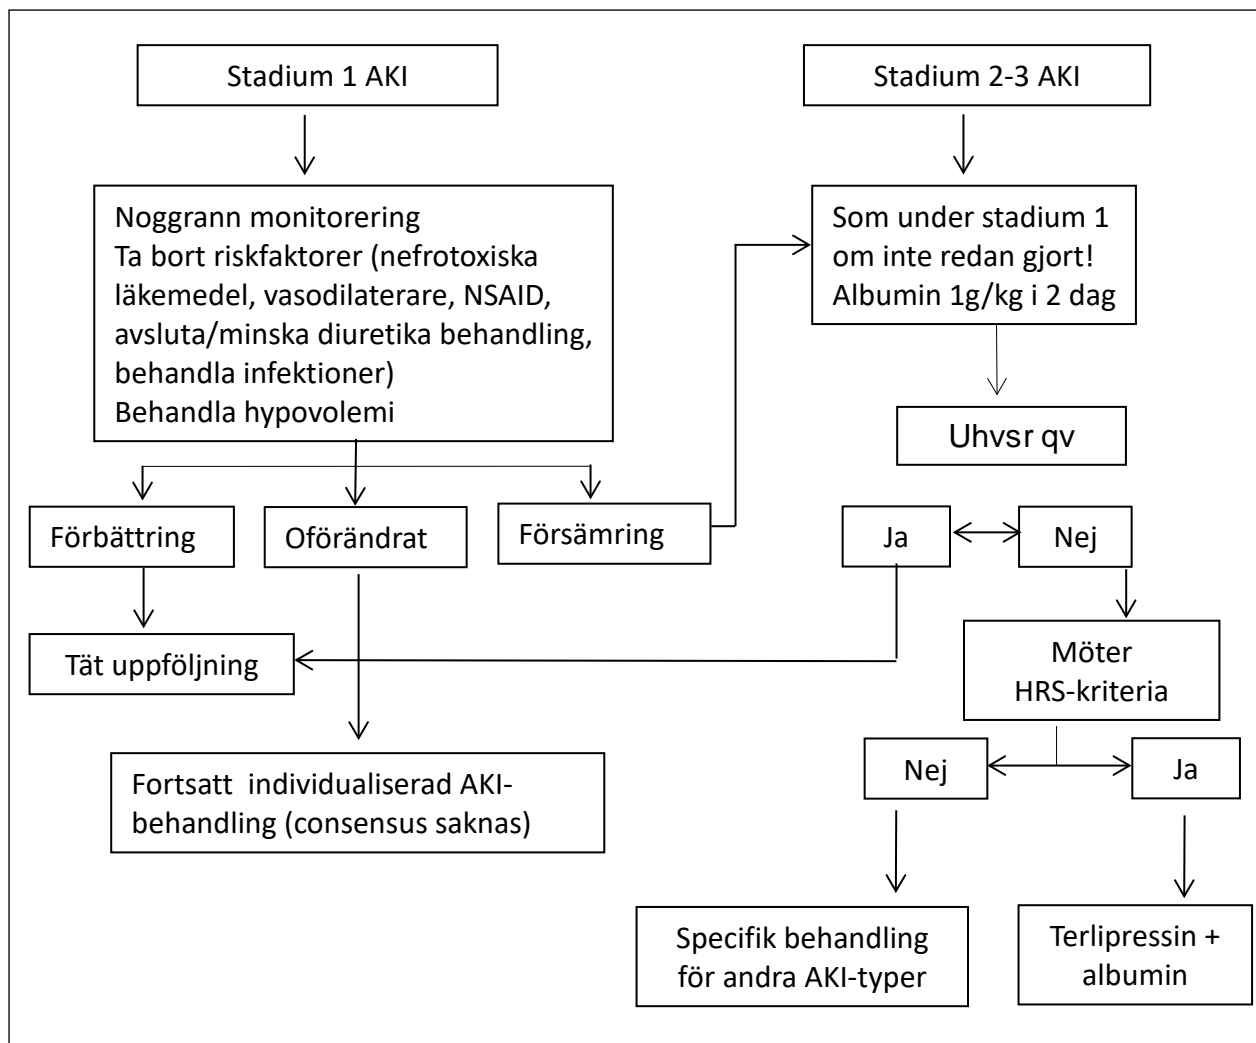 Stadium 1 AKI
Noggrann monitorering
Ta bort riskfaktorer (nefrotoxiska
läkemedel, vasodilaterare, NSAID,
avsluta/minska diuretika behandling,
behandla infektioner)
Behandla hypovolemi
Förbättring
Oförändrat
Försämring
Tät uppföljning
Fortsatt individualiserad AKI-
behandling (consensus saknas)
Stadium 2-3 AKI
Som under stadium 1
om inte redan gjort!
Albumin 1g/kg i 2 dag
Uhvsr qv
Ja
Nej
Möter
HRS-kriteria
Nej
Ja
Specifik behandling
för andra AKI-typer
Terlipressin +
albumin